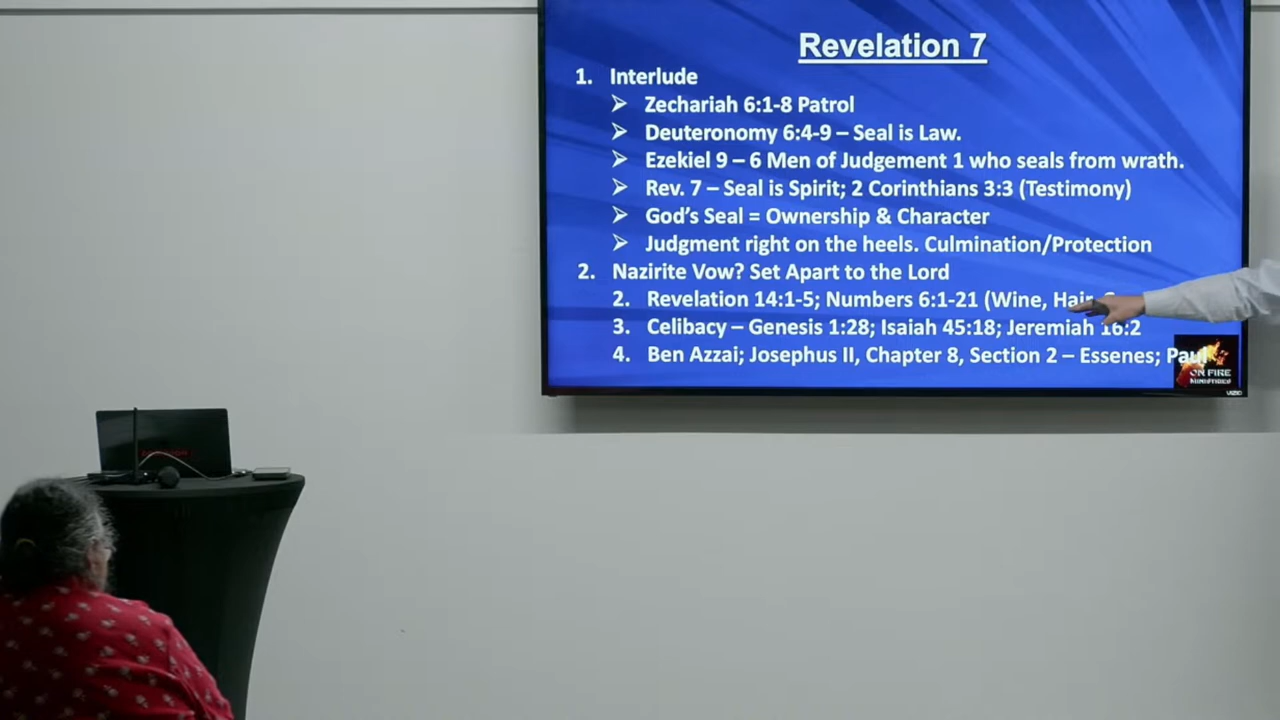 Revelation 7
1. Interlude
➢ Zechariah 6:1-8 Patrol
➢ Deuteronomy 6:4-9 – Seal is Law.
➢ Ezekiel 9 – 6 Men of Judgement 1 who seals from wrath.
➢ Rev. 7 – Seal is Spirit; 2 Corinthians 3:3 (Testimony)
➢ God's Seal = Ownership & Character
➢ Judgment right on the heels. Culmination/Protection
2. Nazirite Vow? Set Apart to the Lord
2. Revelation 14:1-5; Numbers 6:1-21 (Wine, Hair
3. Celibacy – Genesis 1:28; Isaiah 45:18; Jeremiah 16:2
4. Ben Azzai; Josephus II, Chapter 8, Section 2 – Essenes; Paul
ON FIRE
MINISTRIES
VIZIO